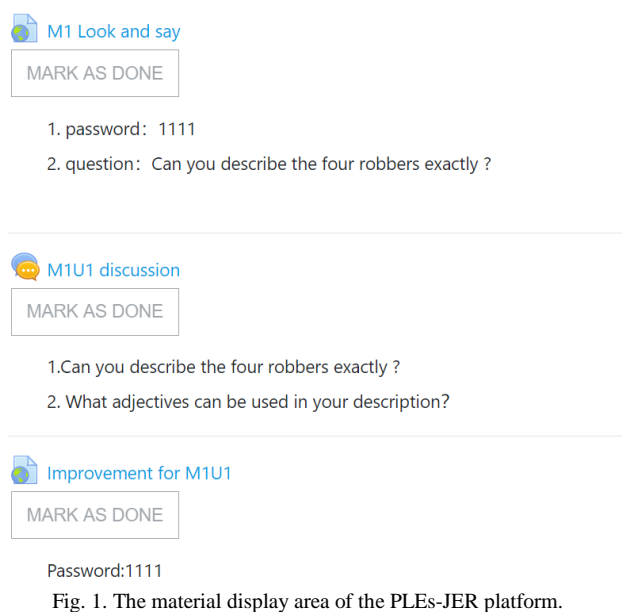 M1 Look and say
MARK AS DONE
1. password：1111
2. question：Can you describe the four robbers exactly ?
M1U1 discussion
MARK AS DONE
1.Can you describe the four robbers exactly ?
2. What adjectives can be used in your description?
Improvement for M1U1
MARK AS DONE
Password:1111
Fig. 1. The material display area of the PLEs-JER platform.